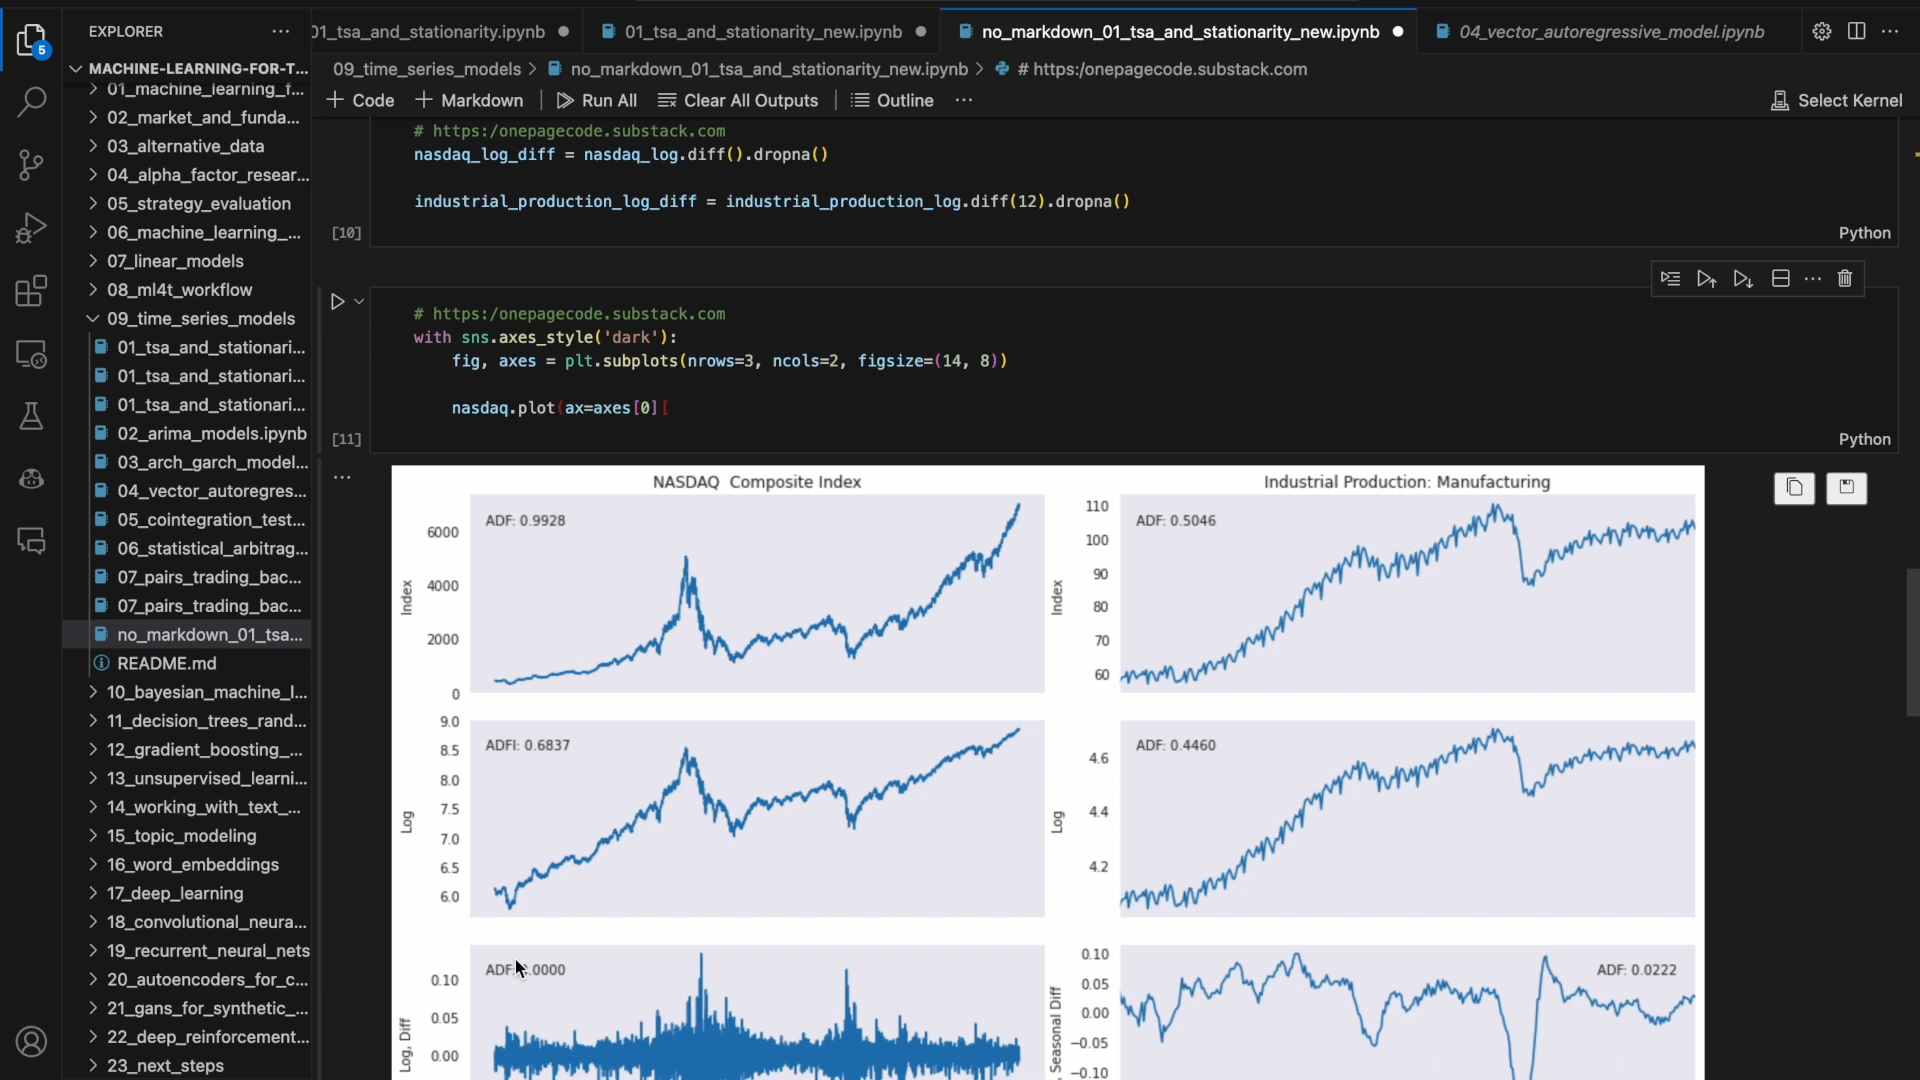 EXPLORER
01_tsa_and_stationarity.ipynb
01_tsa_and_stationarity_new.ipynb
no_markdown_01_tsa_and_stationarity_new.ipynb
04_vector_autoregressive_model.ipynb
5
MACHINE-LEARNING-FOR-T...
09_time_series_models > no_markdown_01_tsa_and_stationarity_new.ipynb > # https:/onepagecode.substack.com
Code
Markdown
Run All
Clear All Outputs
Outline
Select Kernel
01_machine_learning_f...
02_market_and_funda...
03_alternative_data
04_alpha_factor_resear...
05_strategy_evaluation
06_machine_learning_...
07_linear_models
08_ml4t_workflow
09_time_series_models
01_tsa_and_stationari...
01_tsa_and_stationari...
01_tsa_and_stationari...
02_arima_models.ipynb
03_arch_garch_model...
04_vector_autoregres...
05_cointegration_test...
06_statistical_arbitrag...
07_pairs_trading_bac...
07_pairs_trading_bac...
no_markdown_01_tsa...
README.md
10_bayesian_machine_l...
11_decision_trees_rand...
12_gradient_boosting_...
13_unsupervised_learni...
14_working_with_text_...
15_topic_modeling
16_word_embeddings
17_deep_learning
18_convolutional_neura...
19_recurrent_neural_nets
20_autoencoders_for_c...
21_gans_for_synthetic_...
22_deep_reinforcement...
23_next_steps
# https:/onepagecode.substack.com
nasdaq_log_diff = nasdaq_log.diff().dropna()
industrial_production_log_diff = industrial_production_log.diff(12).dropna()
[10]
Python
# https:/onepagecode.substack.com
with sns.axes_style('dark'):
fig, axes = plt.subplots(nrows=3, ncols=2, figsize=(14, 8))
nasdaq.plot(ax=axes[0][
[11]
Python
NASDAQ Composite Index
ADF: 0.9928
6000
4000
2000
0
Index
Industrial Production: Manufacturing
ADF: 0.5046
110
100
90
80
70
60
Index
ADFI: 0.6837
9.0
8.5
8.0
7.5
7.0
6.5
6.0
Log
ADF: 0.4460
4.6
4.4
4.2
Log
0.10
0.05
0.00
Log, Diff
ADF: 0.0222
0.10
0.05
0.00
−0.05
−0.10
, Seasonal Diff